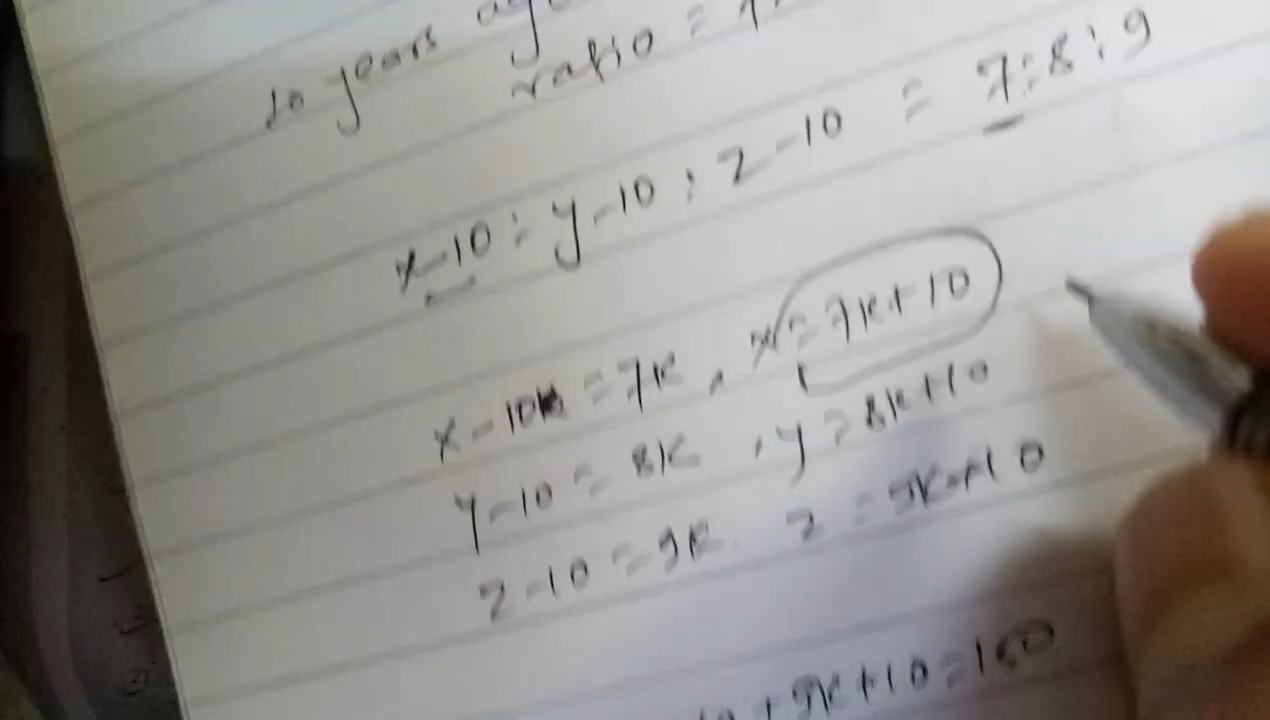 10 years ago
ratio =
x-10 : y-10 : z-10 = 7:8:9
x-10 = 7k, x = 7k+10
y-10 = 8k, y = 8k+10
z-10 = 9k z = 9k+10
+9k+10=150
27